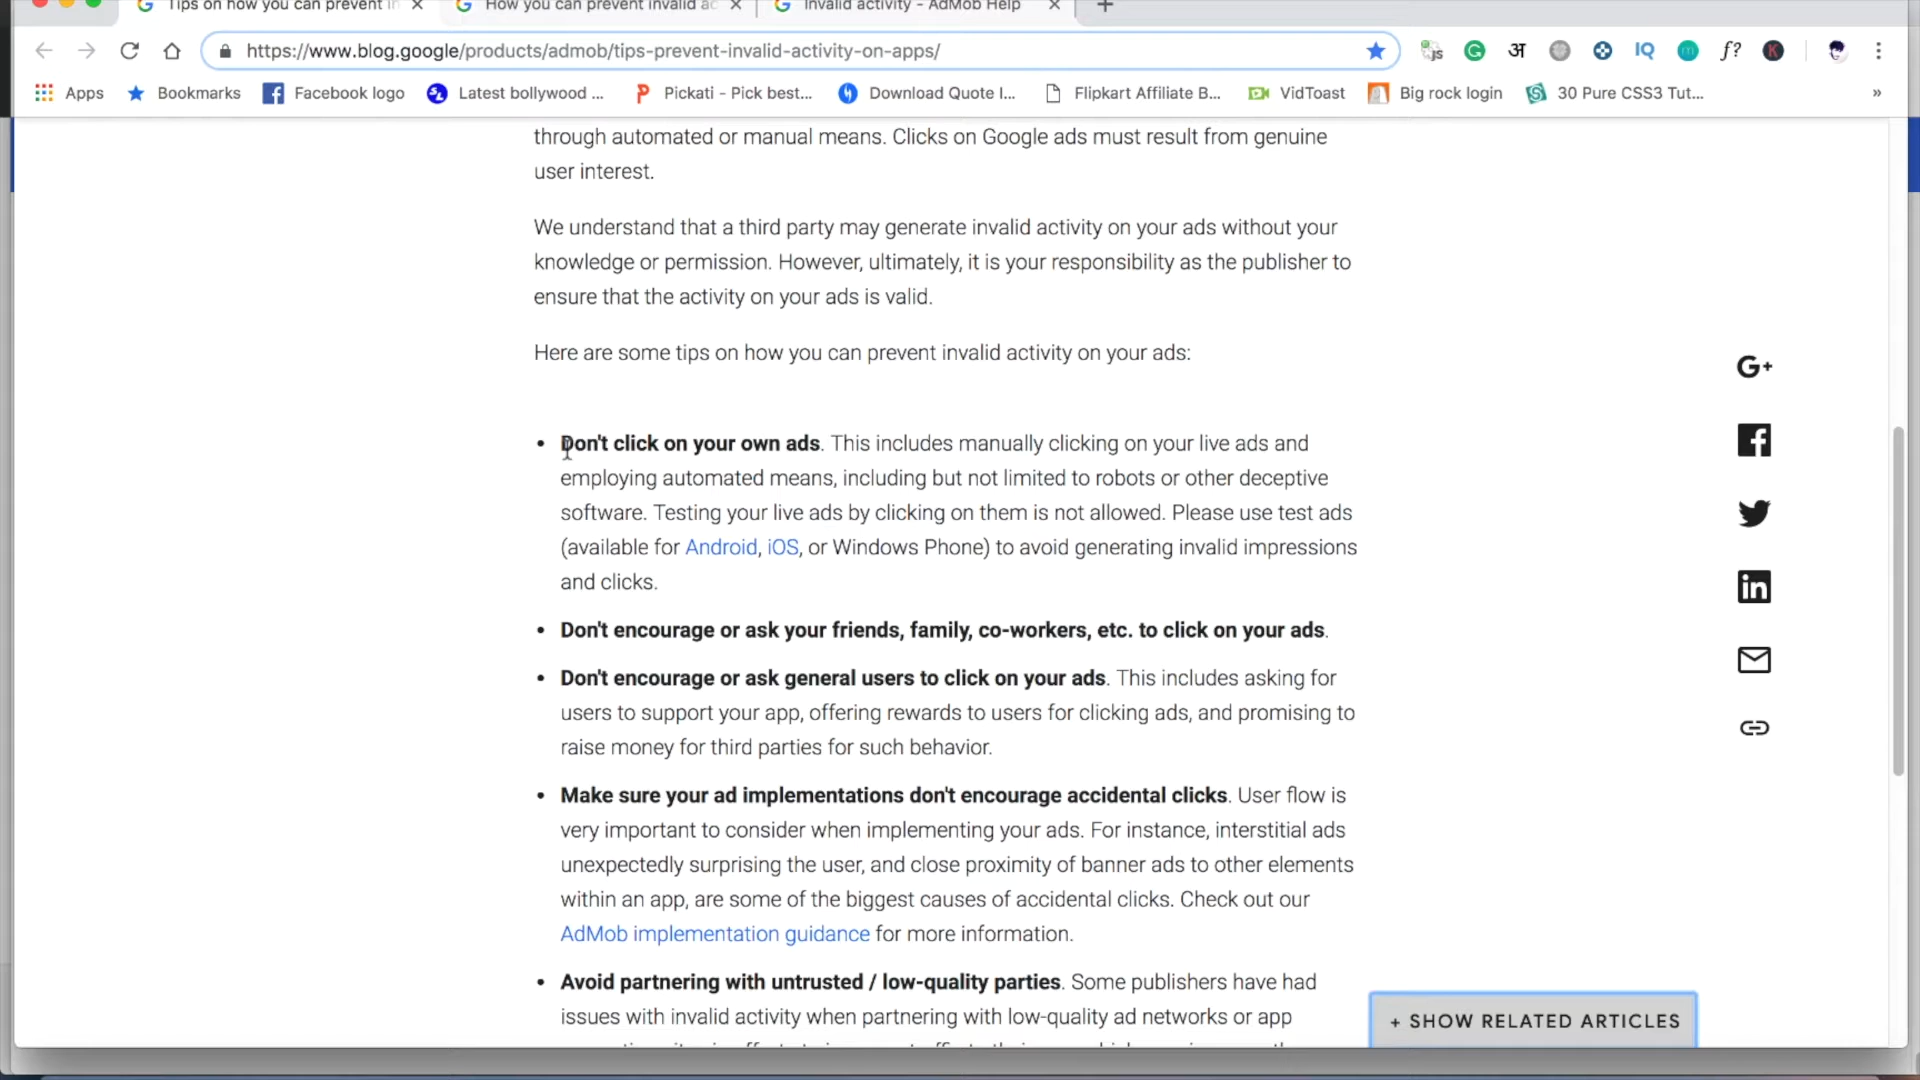 Tips on how you can prevent in
How you can prevent invalid ac
Invalid activity - AdMob Help
https://www.blog.google/products/admob/tips-prevent-invalid-activity-on-apps/
Apps Bookmarks Facebook logo Latest bollywood ... Pickati - Pick best... Download Quote I... Flipkart Affiliate B... VidToast Big rock login 30 Pure CSS3 Tut... »
through automated or manual means. Clicks on Google ads must result from genuine
user interest.
We understand that a third party may generate invalid activity on your ads without your
knowledge or permission. However, ultimately, it is your responsibility as the publisher to
ensure that the activity on your ads is valid.
Here are some tips on how you can prevent invalid activity on your ads:
• Don't click on your own ads. This includes manually clicking on your live ads and
employing automated means, including but not limited to robots or other deceptive
software. Testing your live ads by clicking on them is not allowed. Please use test ads
(available for Android, iOS, or Windows Phone) to avoid generating invalid impressions
and clicks.
• Don't encourage or ask your friends, family, co-workers, etc. to click on your ads.
• Don't encourage or ask general users to click on your ads. This includes asking for
users to support your app, offering rewards to users for clicking ads, and promising to
raise money for third parties for such behavior.
• Make sure your ad implementations don't encourage accidental clicks. User flow is
very important to consider when implementing your ads. For instance, interstitial ads
unexpectedly surprising the user, and close proximity of banner ads to other elements
within an app, are some of the biggest causes of accidental clicks. Check out our
AdMob implementation guidance for more information.
• Avoid partnering with untrusted / low-quality parties. Some publishers have had
issues with invalid activity when partnering with low-quality ad networks or app
+ SHOW RELATED ARTICLES